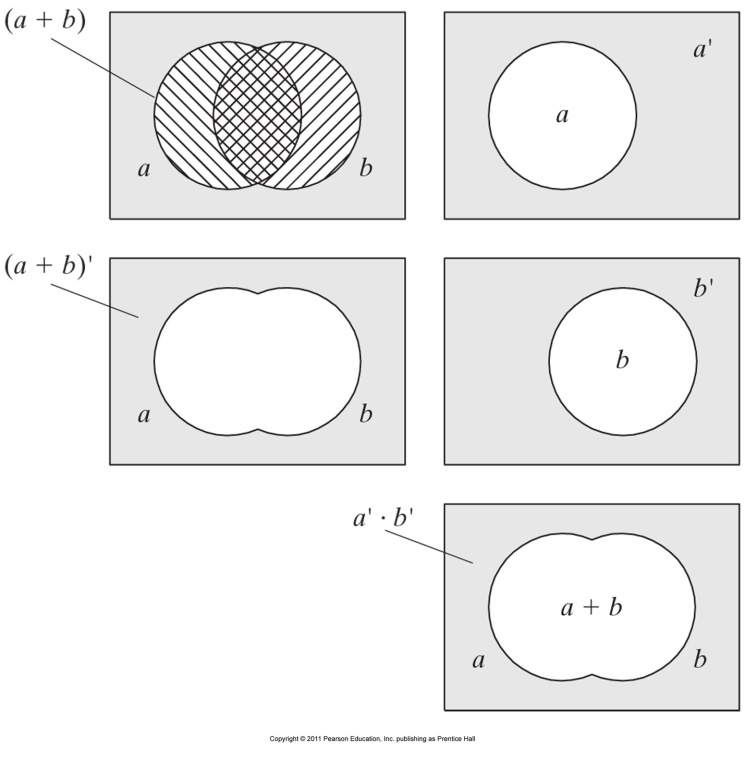 (a + b)
a b
a'
a
(a + b)'
a b
b'
b
a' · b'
a + b
a b
Copyright © 2011 Pearson Education, Inc. publishing as Prentice Hall